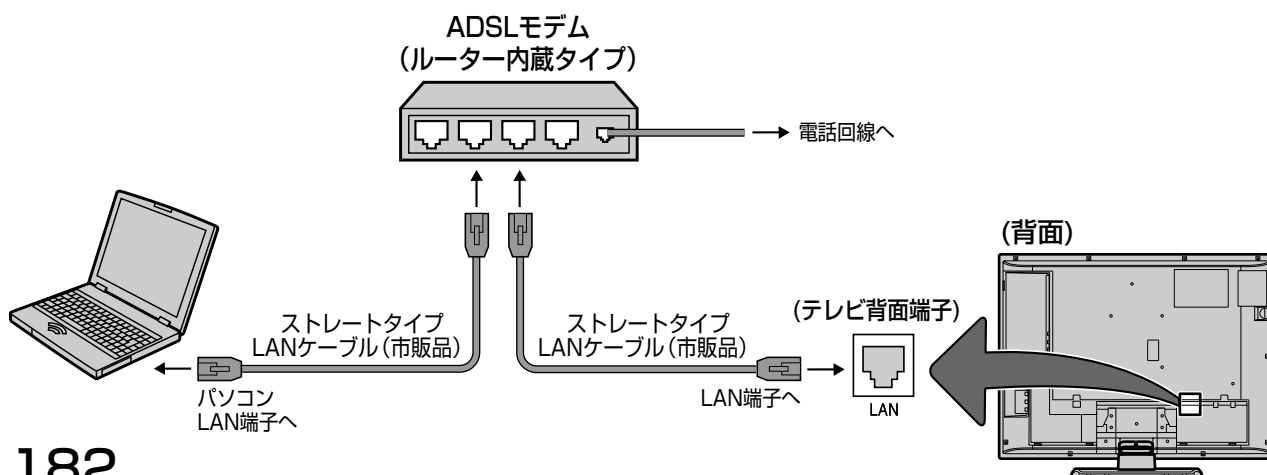 ADSLモデム
(ルーター内蔵タイプ)
電話回線へ
(背面)
(テレビ背面端子)
ストレートタイプ
LANケーブル(市販品)
ストレートタイプ
LANケーブル(市販品)
パソコン
LAN端子へ
LAN端子へ
LAN
182